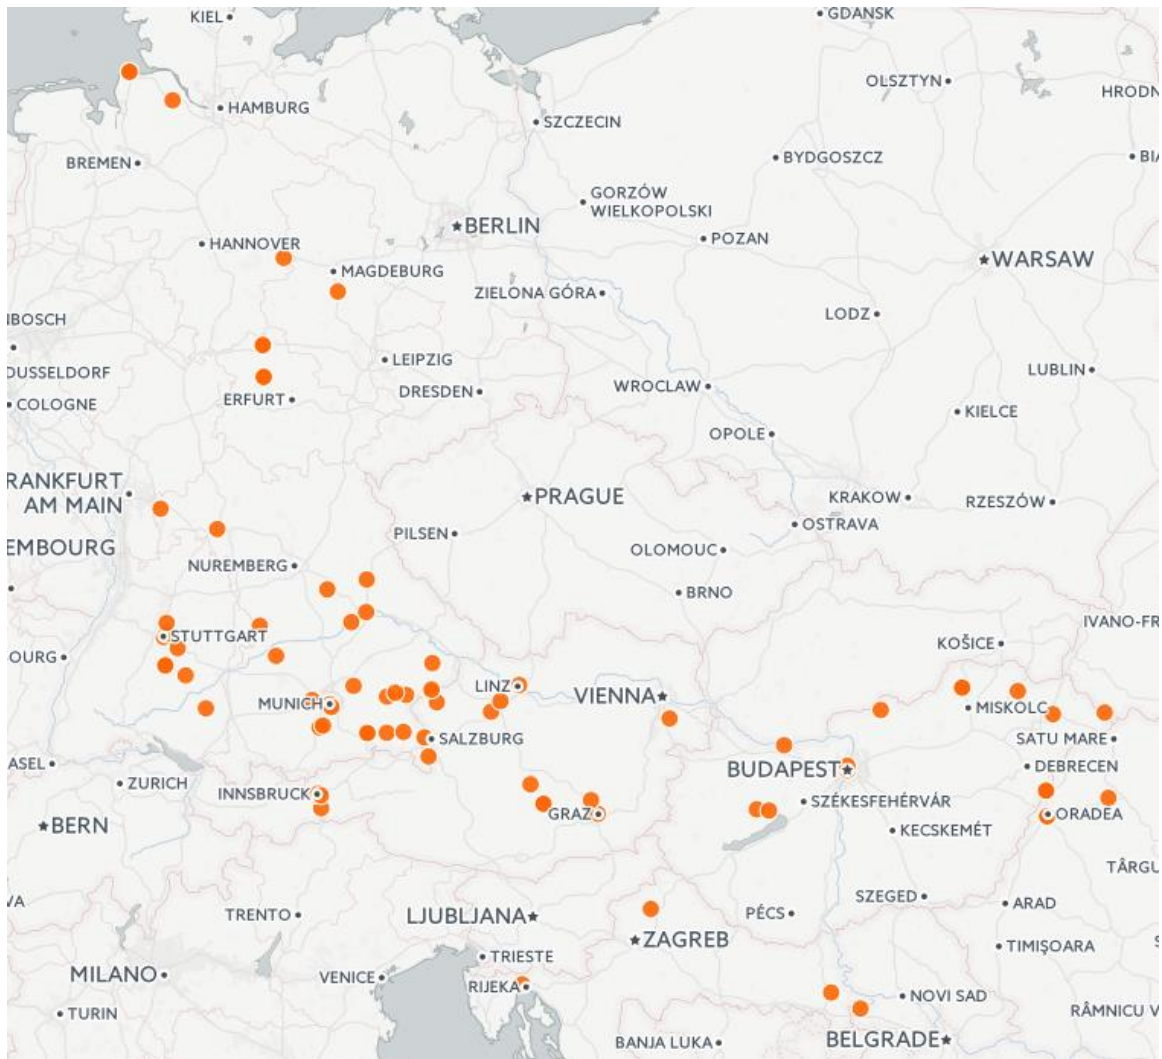 KIEL
GDANSK
OLSZTYN
HRODN
HAMBURG
SZCZECIN
BREMEN
BYDGOSZCZ
BIA
GORZÓW
WIELKOPOLSKI
BERLIN
HANNOVER
POZAN
WARSAW
MAGDEBURG
ZIELONA GÓRA
NBOSCH
LODZ
LEIPZIG
DUSSELDORF
LUBLIN
DRESDEN
WROCLAW
ERFURT
COLOGNE
KIELCE
OPOLE
RANKFURT
AM MAIN
PRAGUE
KRAKOW
RZESZÓW
OSTRAVA
PILSEN
EMBOURG
OLOMOUC
NUREMBERG
BRNO
IVANO-FR
STUTTGART
KOŠICE
OURG
LINZ
VIENNA
MUNICH
MISKOLC
SALZBURG
SATU MARE
ASEL
BUDAPEST
DEBRECEN
ZURICH
INNSBRUCK
SZÉKESFEHÉRVÁR
GRAZ
ORADEA
BERN
KECSKEMÉT
TÂRGU
SZEGED
VA
ARAD
TRENTO
LJUBLJANA
PÉCS
ZAGREB
TIMIȘOARA
S
TRIESTE
MILANO
VENICE
RIJEKA
NOVI SAD
TURIN
RÂMNICU V
BANJA LUKA
BELGRADE